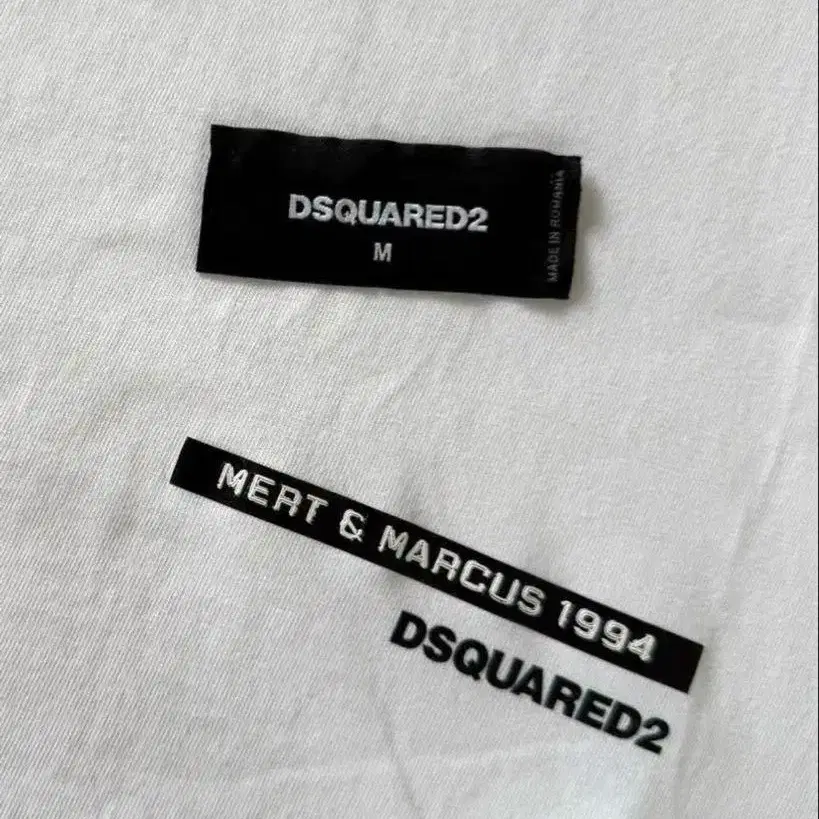 DSQUARED2
M
MADE IN ROMANIA
MERT & MARCUS 1994
DSQUARED2